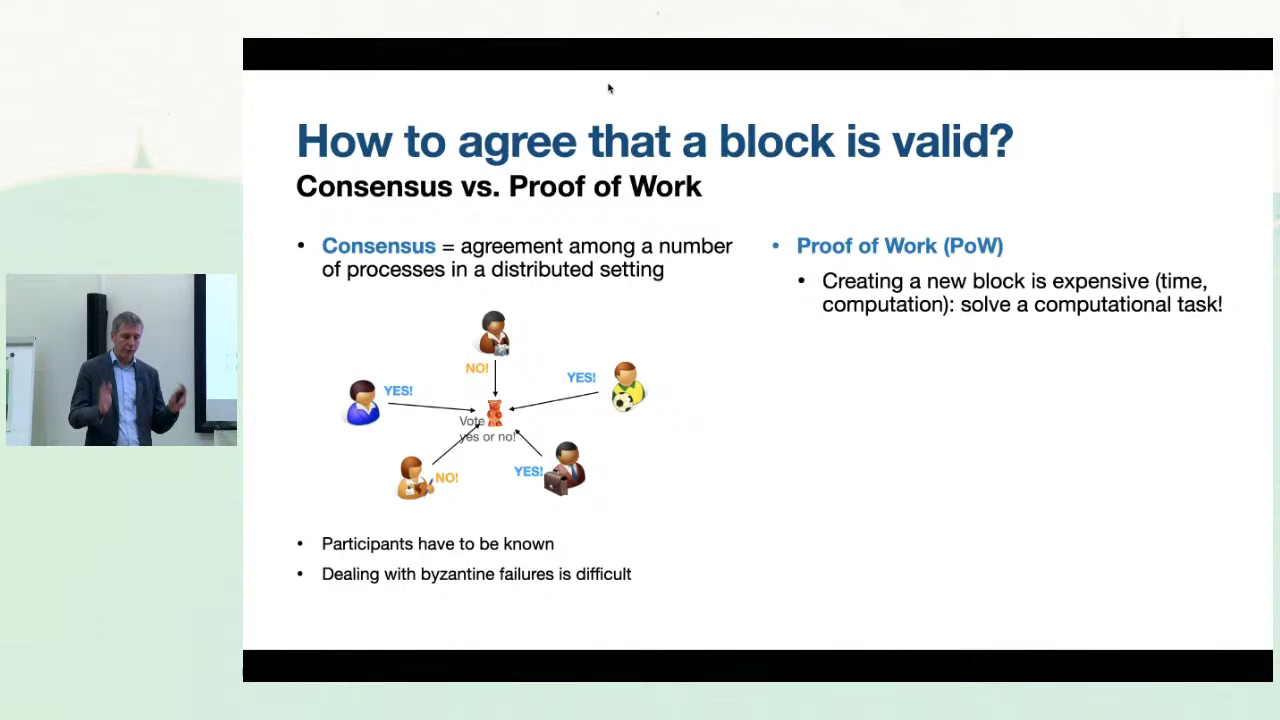 How to agree that a block is valid?
Consensus vs. Proof of Work
• Consensus = agreement among a number
of processes in a distributed setting
NO!
YES!
YES!
Vote
yes or no!
NO!
YES!
• Participants have to be known
• Dealing with byzantine failures is difficult
• Proof of Work (PoW)
• Creating a new block is expensive (time,
computation): solve a computational task!